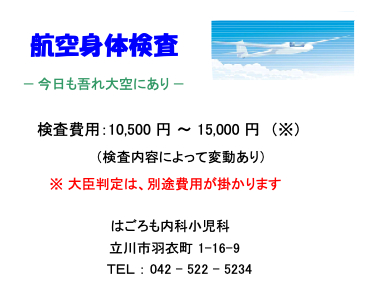 航空身体検査
－ 今日も吾れ大空にあり －
検査費用：10,500 円 ～ 15,000 円 （※）
（検査内容によって変動あり）
※ 大臣判定は、別途費用が掛かります
はごろも内科小児科
立川市羽衣町 1-16-9
ＴＥＬ： 042 － 522 － 5234